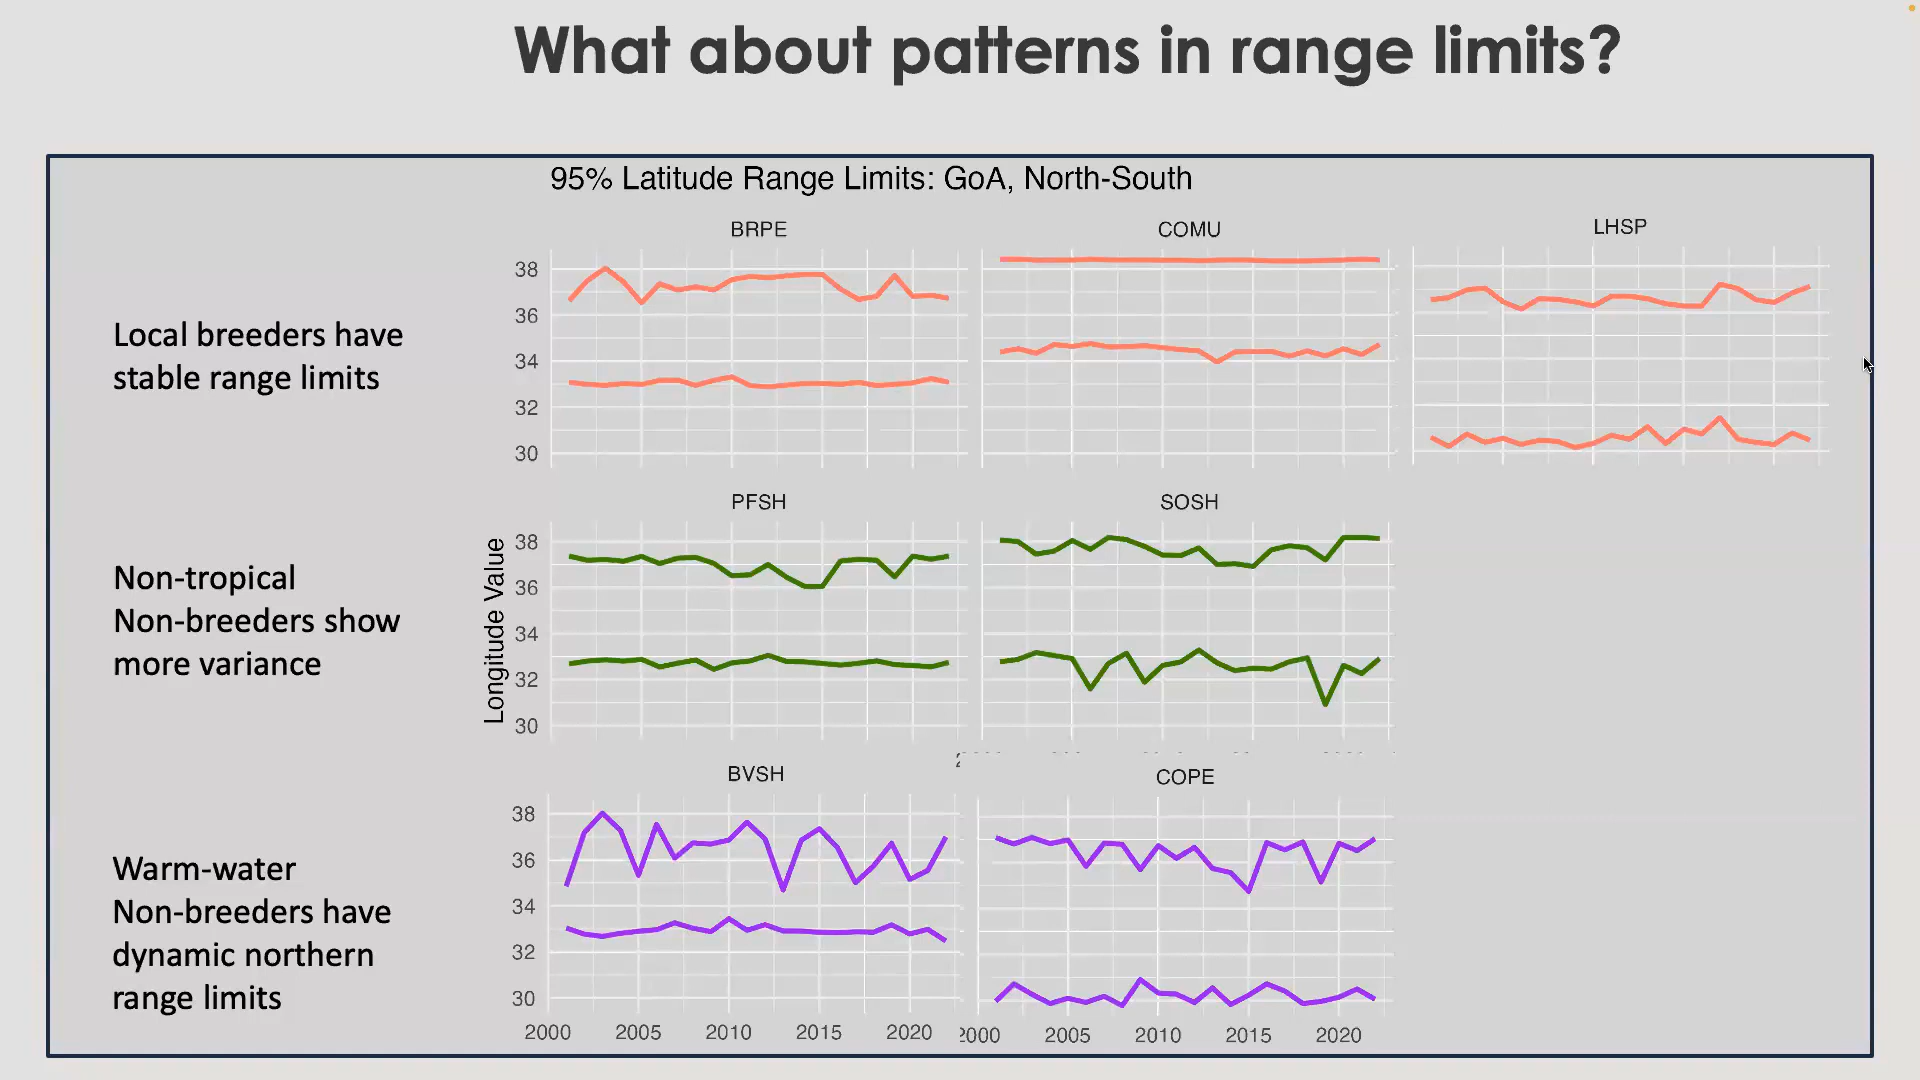 What about patterns in range limits?
95% Latitude Range Limits: GoA, North-South
BRPE
COMU
LHSP
38
36
34
32
30
Local breeders have
stable range limits
PFSH
SOSH
Longitude Value
38
36
34
32
30
Non-tropical
Non-breeders show
more variance
BVSH
COPE
38
36
34
32
30
Warm-water
Non-breeders have
dynamic northern
range limits
2000 2005 2010 2015 2020
2000 2005 2010 2015 2020